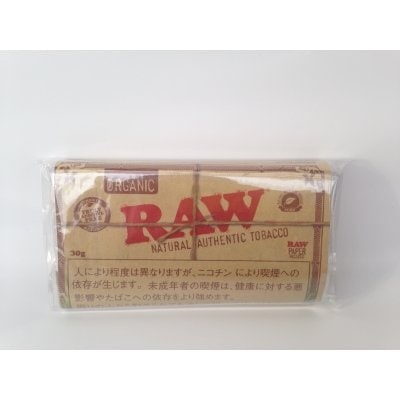 ORGANIC
RAW
NATURAL AUTHENTIC TOBACCO
30g
RAW
PAPER
人により程度は異なりますが、ニコチンにより喫煙への
依存が生じます。未成年者の喫煙は、健康に対する悪
影響やたばこへの依存をより強めます。